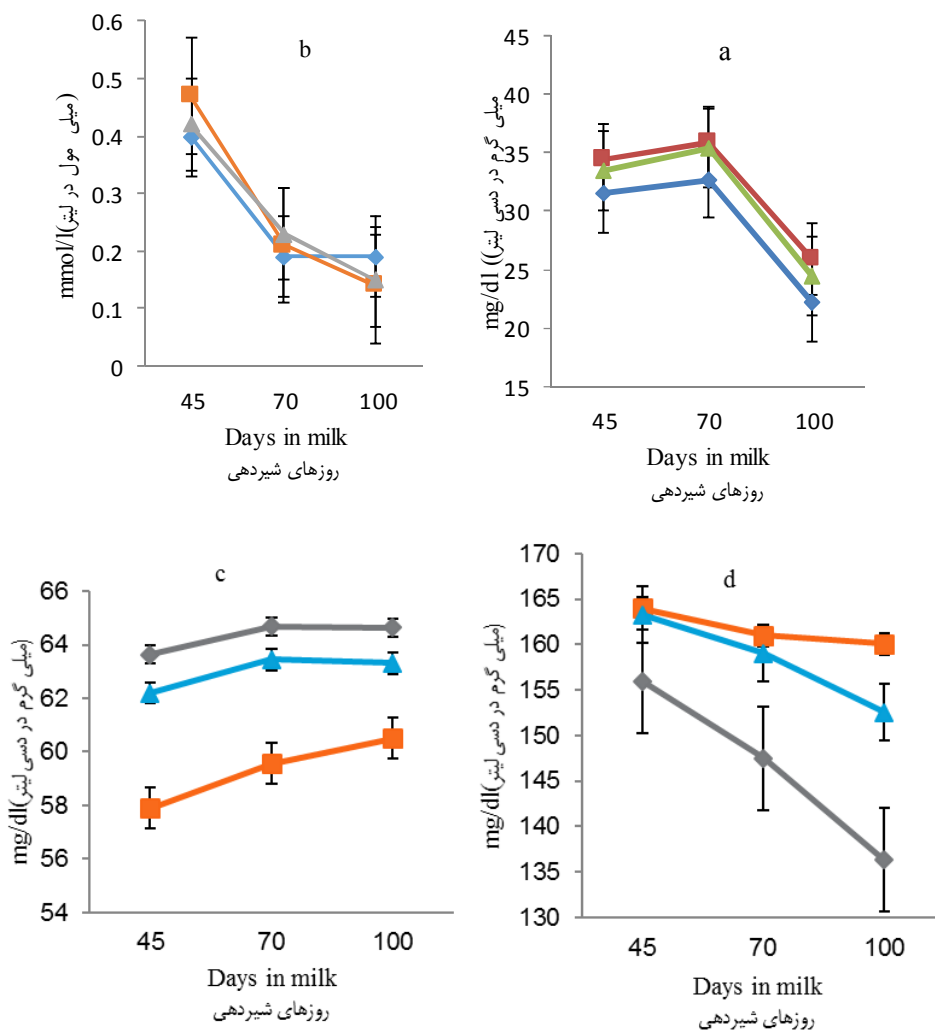 b
0.6
0.5
0.4
0.3
0.2
0.1
0
mmol/l(میلی مول در لیتر)
45 70 100
Days in milk
روزهای شیردهی
a
45
40
35
30
25
20
15
mg/dl ((میلی گرم در دسی لیتر
45 70 100
Days in milk
روزهای شیردهی
c
66
64
62
60
58
56
54
mg/dl(میلی گرم در دسی لیتر)
45 70 100
Days in milk
روزهای شیردهی
d
170
165
160
155
150
145
140
135
130
mg/dl(میلی گرم در دسی لیتر)
45 70 100
Days in milk
روزهای شیردهی